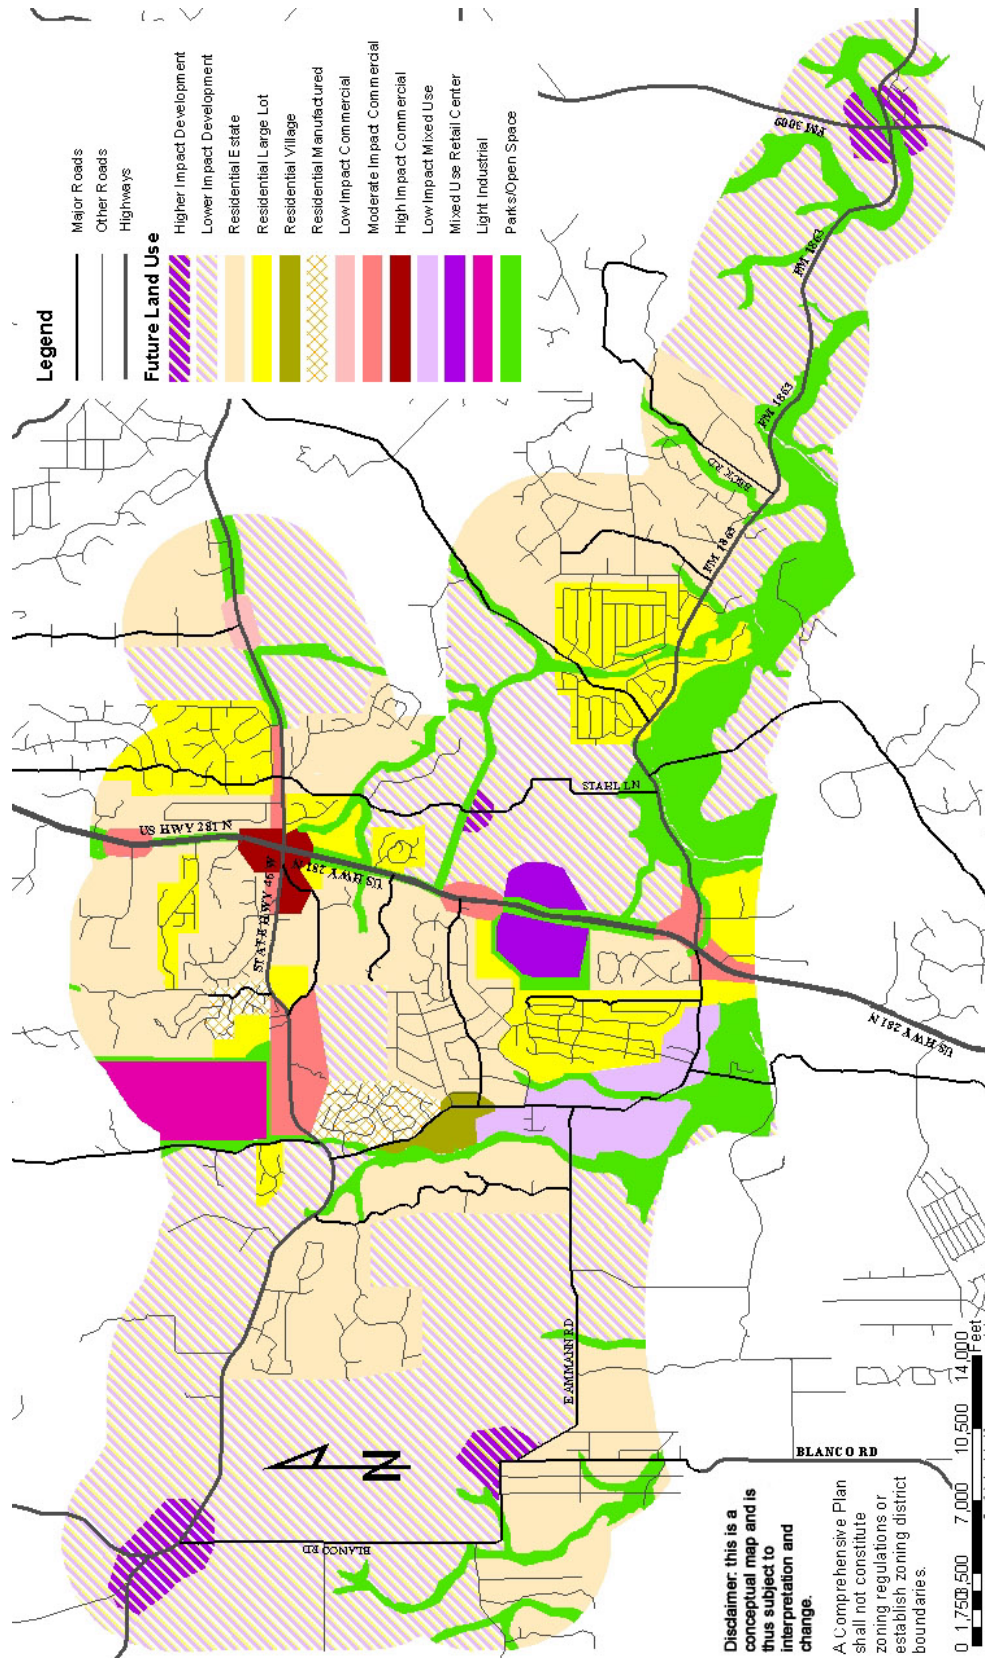 Legend
Major Roads
Other Roads
Highways
Future Land Use
Higher Impact Development
Lower Impact Development
Residential Estate
Residential Large Lot
Residential Village
Residential Manufactured
Low Impact Commercial
Moderate Impact Commercial
High Impact Commercial
Low Impact Mixed Use
Mixed Use Retail Center
Light Industrial
Parks/Open Space
FM 3009
FM 1863
FM 1863
BECK RD
FM 1863
US HWY 281 N
STATE HWY 46 W
US HWY 281 N
STAHL LN
US HWY 281 N
E AMMANN RD
BLANCO RD
BLANCO RD
N
Disclaimer: this is a
conceptual map and is
thus subject to
interpretation and
change.
A Comprehensive Plan
shall not constitute
zoning regulations or
establish zoning district
boundaries.
0 1,750 3,500 7,000 10,500 14,000
Feet